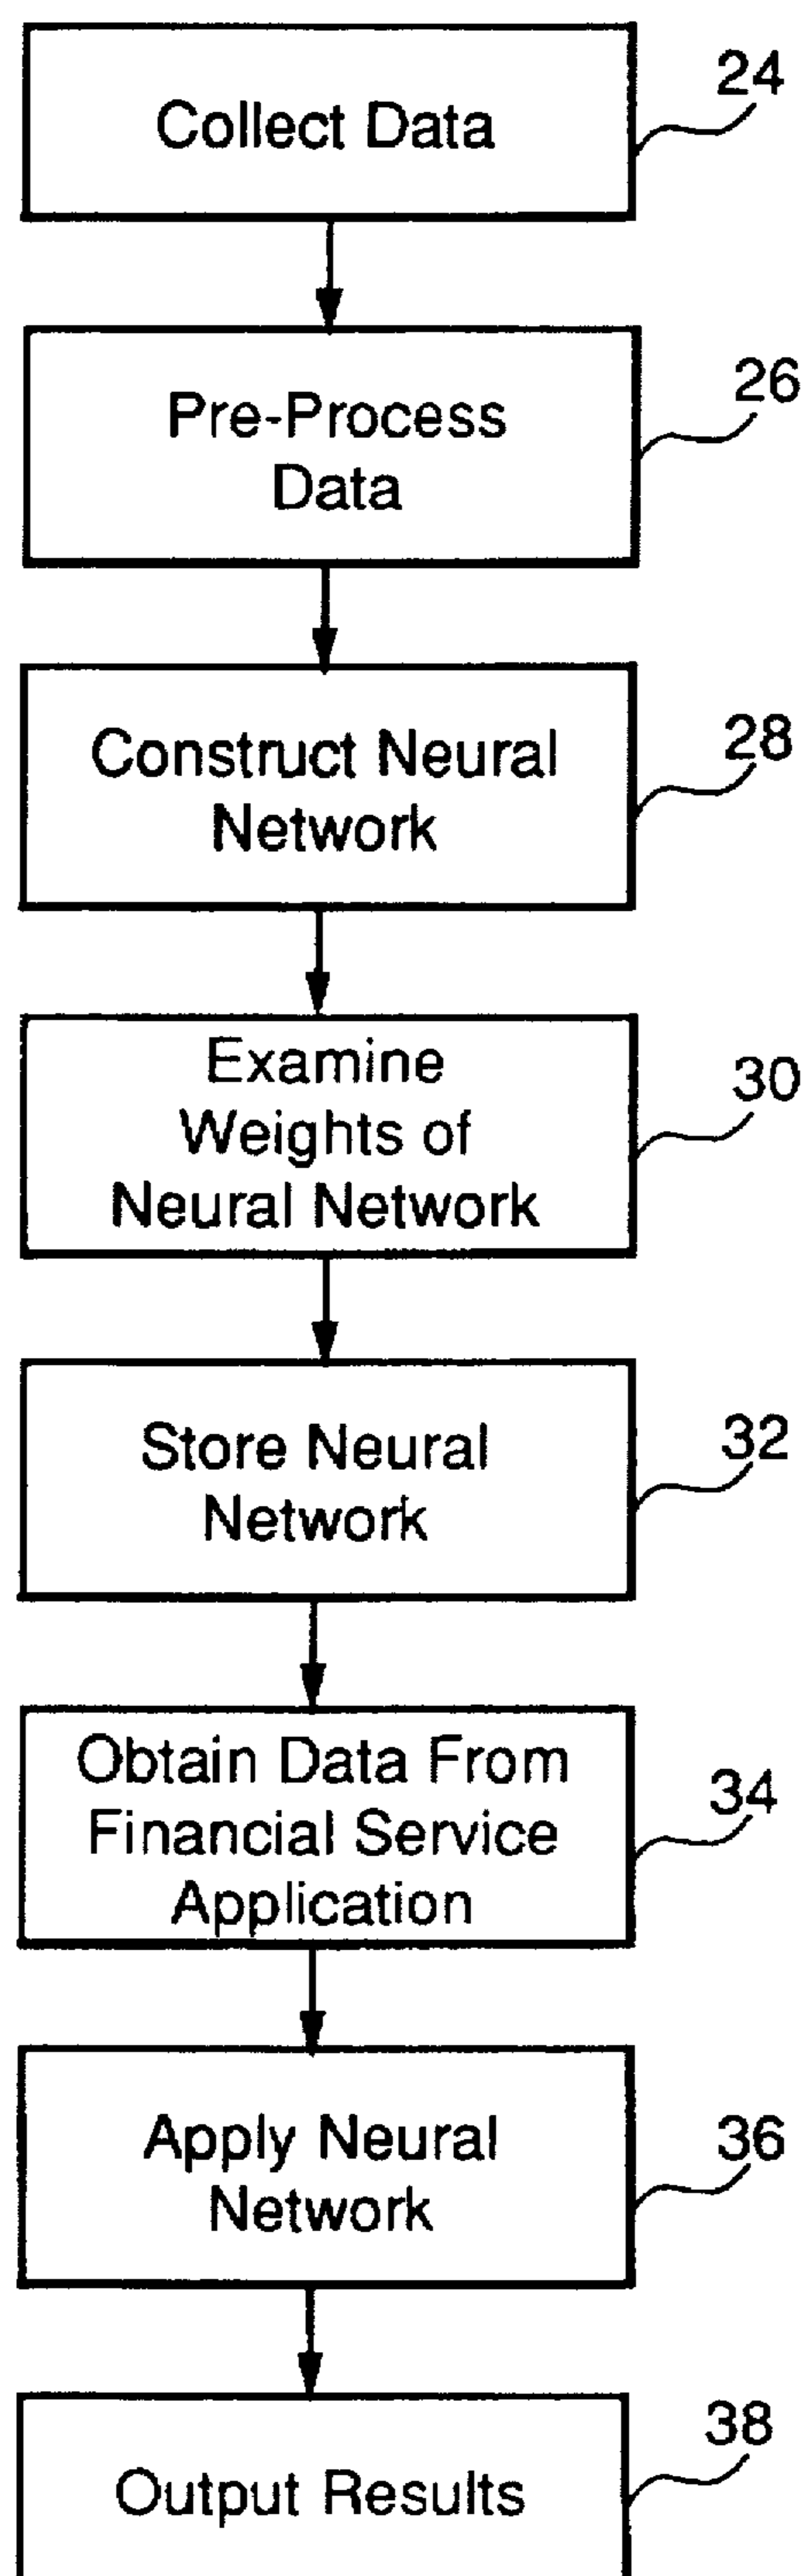 Collect Data
24
Pre-Process
Data
26
Construct Neural
Network
28
Examine
Weights of
Neural Network
30
Store Neural
Network
32
Obtain Data From
Financial Service
Application
34
Apply Neural
Network
36
Output Results
38